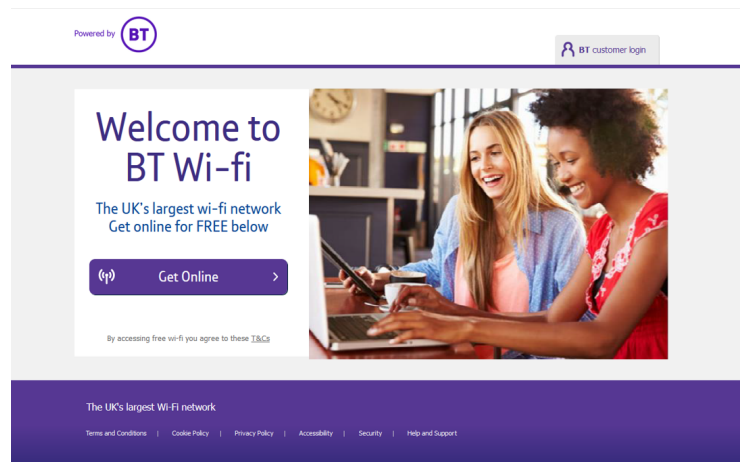 Powered by BT
BT customer login
Welcome to
BT Wi-fi
The UK's largest wi-fi network
Get online for FREE below
Get Online
By accessing free wi-fi you agree to these T&Cs
The UK's largest Wi-Fi network
Terms and Conditions | Cookie Policy | Privacy Policy | Accessibility | Security | Help and Support